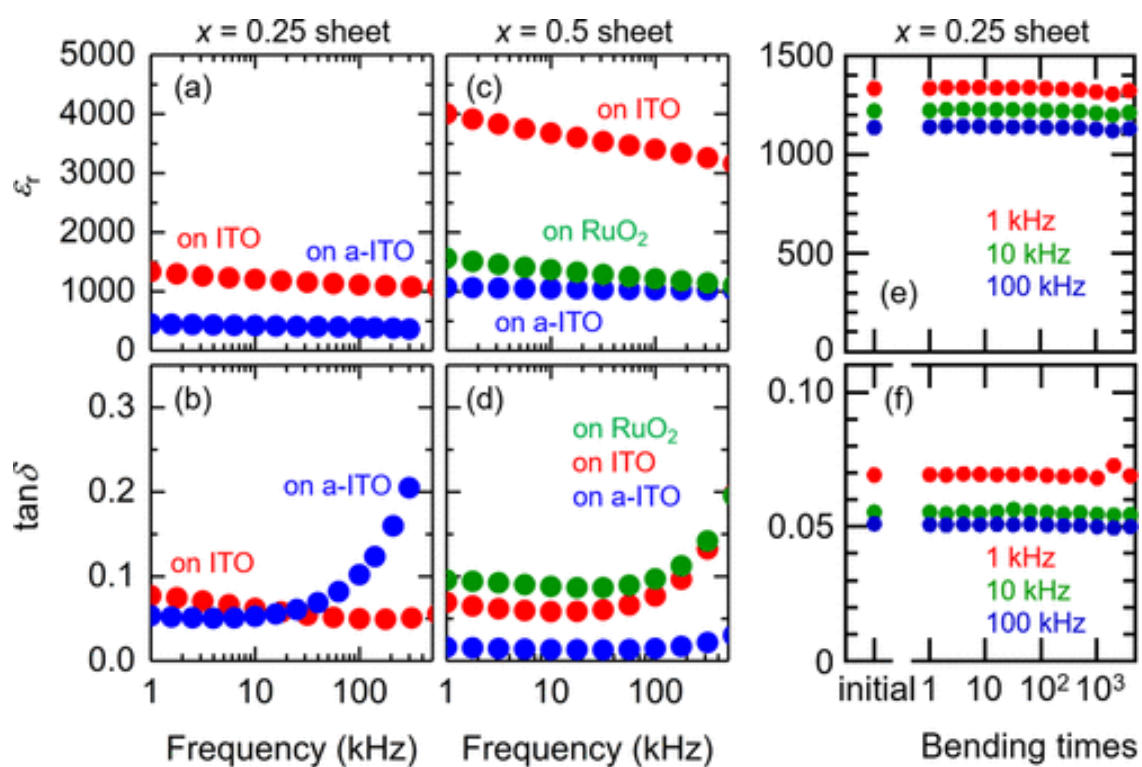 x = 0.25 sheet
x = 0.5 sheet
x = 0.25 sheet
εr
5000
4000
3000
2000
1000
0
(a)
on ITO
on a-ITO
(c)
on ITO
on RuO2
on a-ITO
1500
1000
500
0
1 kHz
10 kHz
100 kHz
(e)
tanδ
0.3
0.2
0.1
0.0
(b)
on a-ITO
on ITO
1 10 100
Frequency (kHz)
(d)
on RuO2
on ITO
on a-ITO
1 10 100
Frequency (kHz)
0.10
0.05
0
(f)
1 kHz
10 kHz
100 kHz
initial 1 10 10² 10³
Bending times